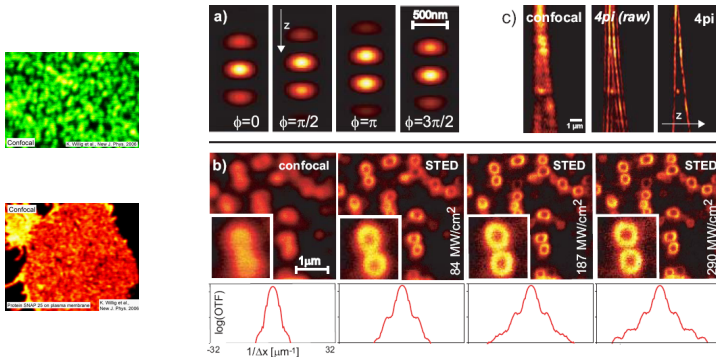 Confocal
K. Willig et al., New J. Phys. 2006
Confocal
Protein SNAP 25 on plasma membrane
K. Willig et al.,
New J. Phys. 2006
a)
z
500nm
ϕ=0
ϕ=π/2
ϕ=π
ϕ=3π/2
c)
confocal
4pi (raw)
4pi
1 μm
z
b)
confocal
STED
STED
STED
1μm
84 MW/cm²
187 MW/cm²
290 MW/cm²
log(OTF)
-32
1/Δx [μm⁻¹]
32